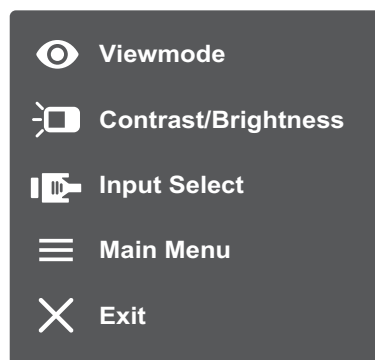 Viewmode
Contrast/Brightness
Input Select
Main Menu
Exit